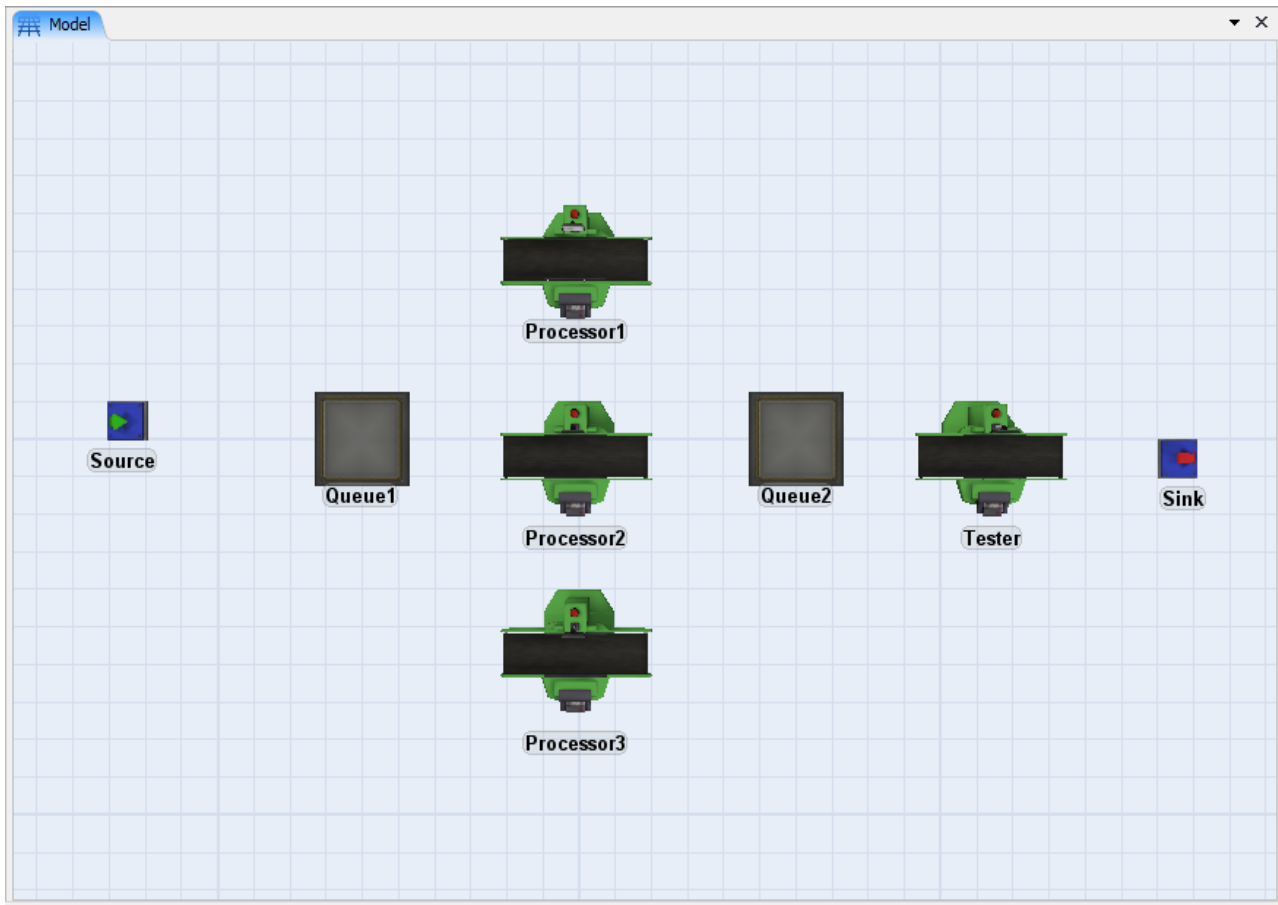 Model
Processor1
Source
Queue1
Processor2
Queue2
Tester
Sink
Processor3